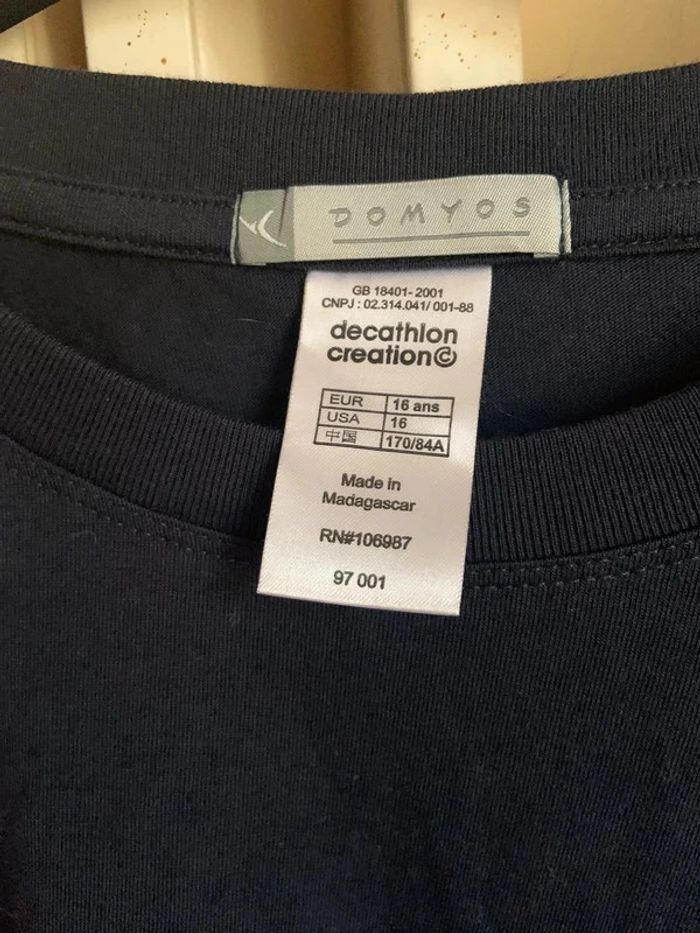 DOMYOS
GB 18401-2001
CNPJ : 02.314.041/ 001-88
decathlon
creation©
EUR 16 ans
USA 16
中国 170/84A
Made in
Madagascar
RN#106987
97 001